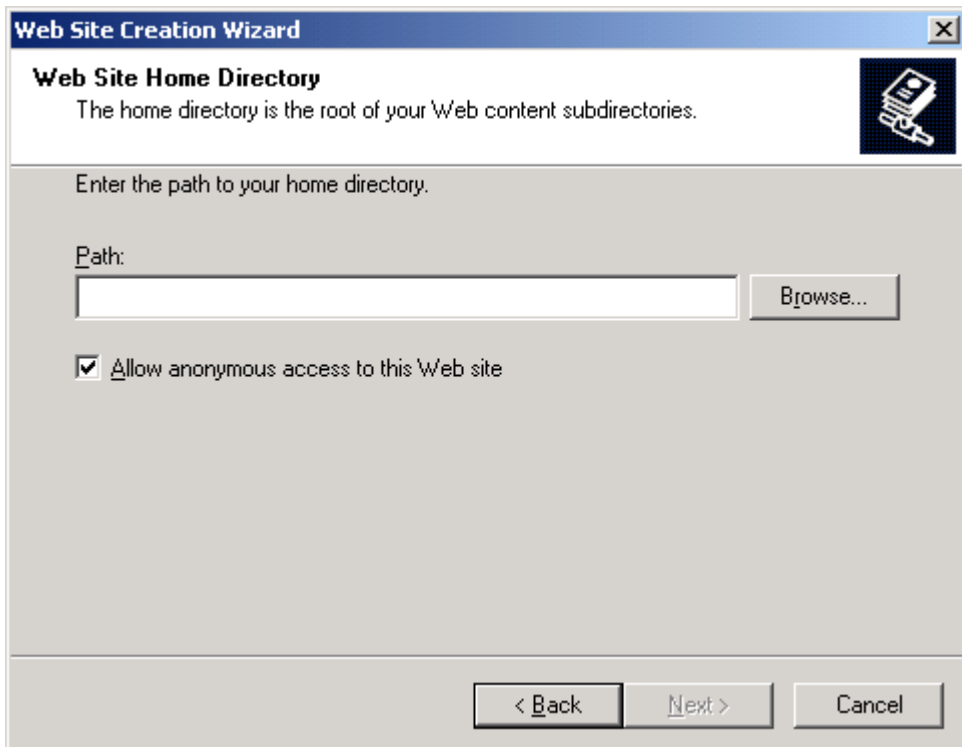 Web Site Creation Wizard
Web Site Home Directory
The home directory is the root of your Web content subdirectories.
Enter the path to your home directory.
Path:
Browse...
Allow anonymous access to this Web site
< Back
Next >
Cancel